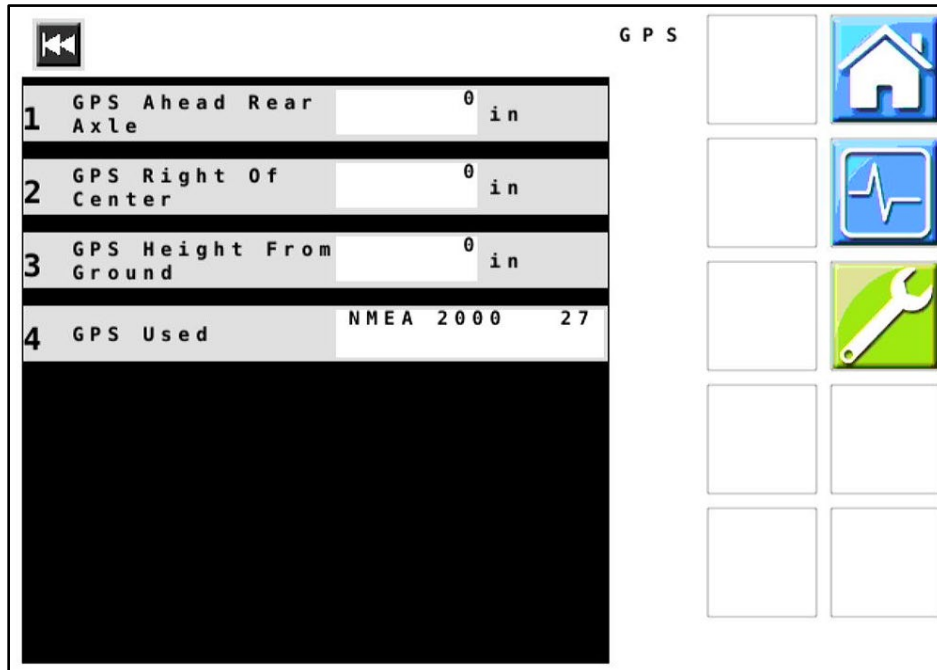 GPS
1 GPS Ahead Rear Axle 0 in
2 GPS Right Of Center 0 in
3 GPS Height From Ground 0 in
4 GPS Used NMEA 2000 27